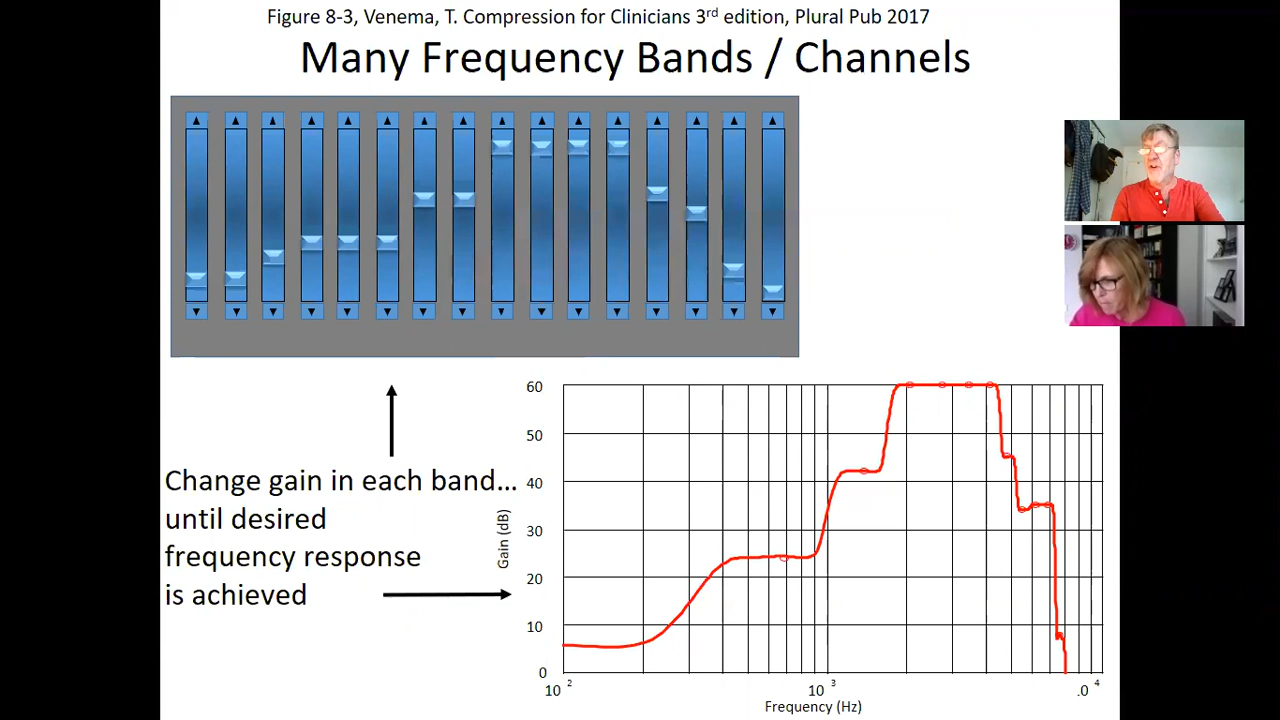 Figure 8-3, Venema, T. Compression for Clinicians 3rd edition, Plural Pub 2017
Many Frequency Bands / Channels
Change gain in each band...
until desired
frequency response
is achieved
Gain (dB)
60
50
40
30
20
10
0
10 2
10 3
.0 4
Frequency (Hz)